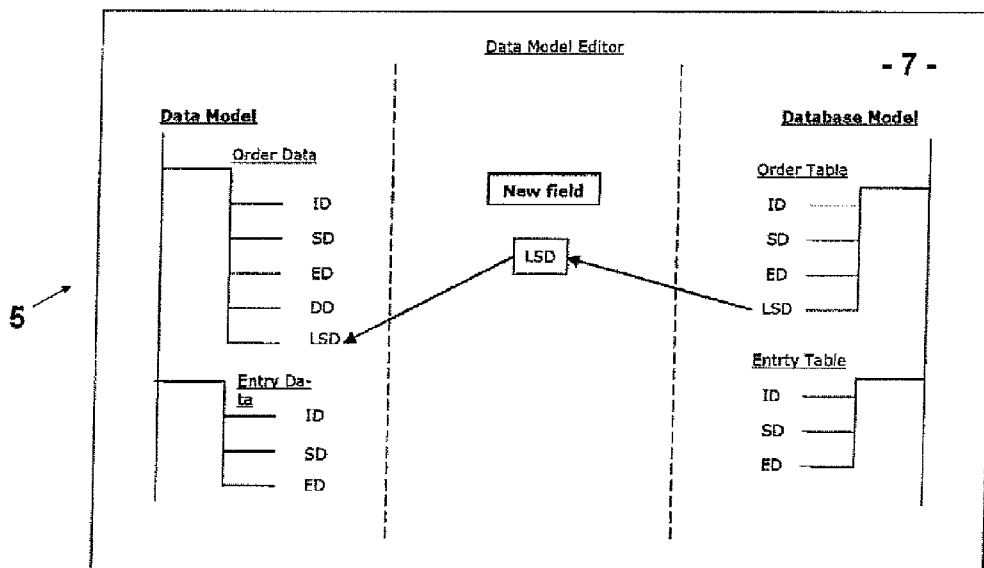 Data Model Editor
- 7 -
Data Model
Order Data
ID
SD
ED
DD
LSD
Entry Da-
ta
ID
SD
ED
New field
LSD
Database Model
Order Table
ID
SD
ED
LSD
Entrty Table
ID
SD
ED
5